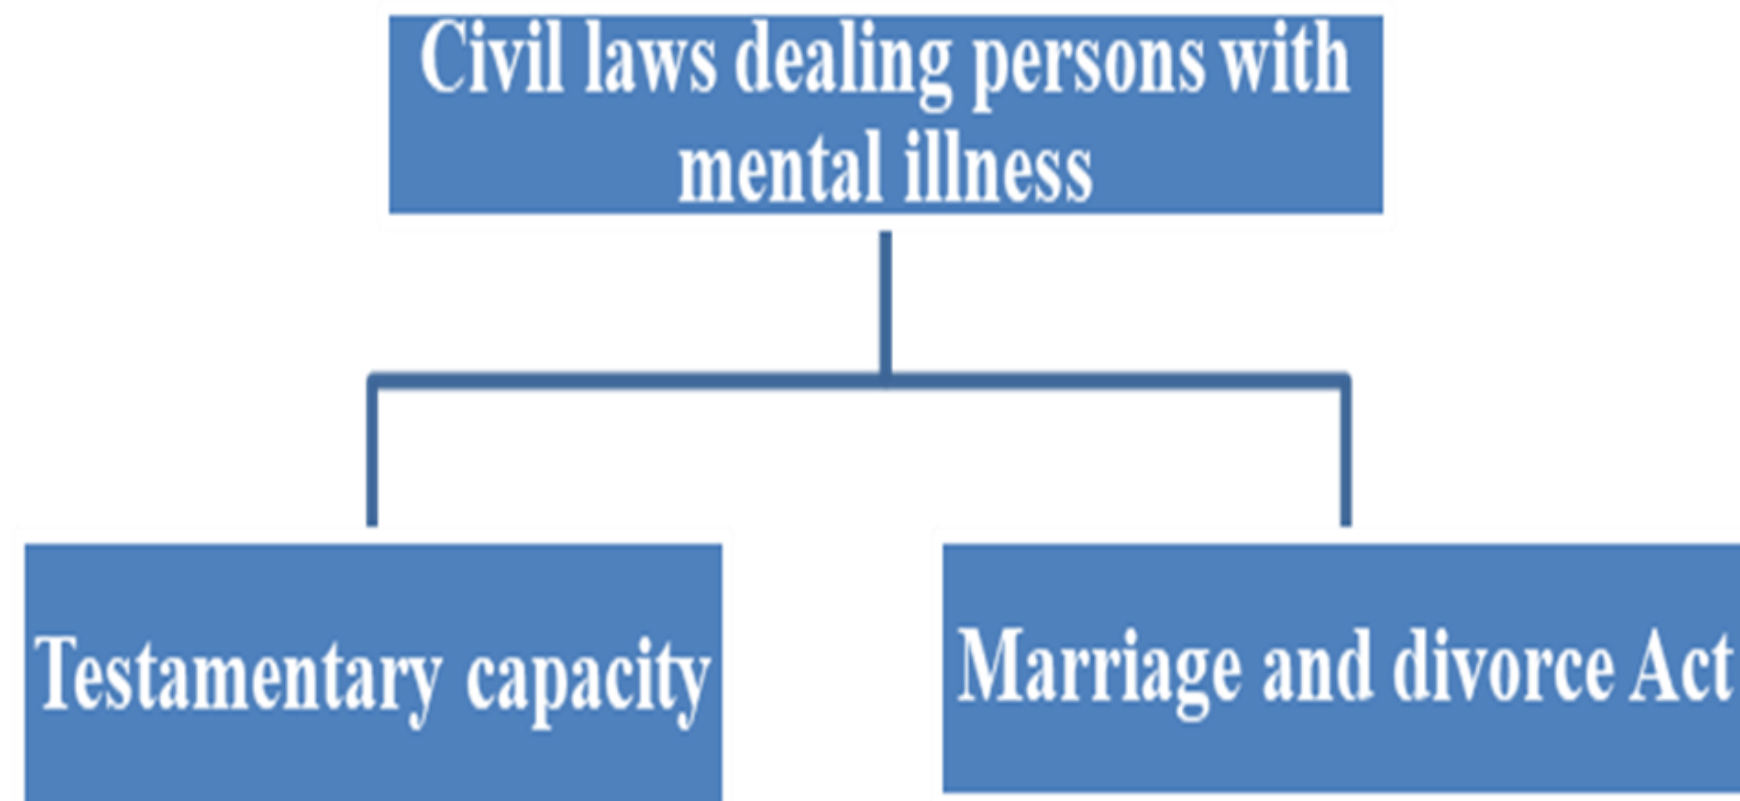 Civil laws dealing persons with
mental illness
Testamentary capacity
Marriage and divorce Act